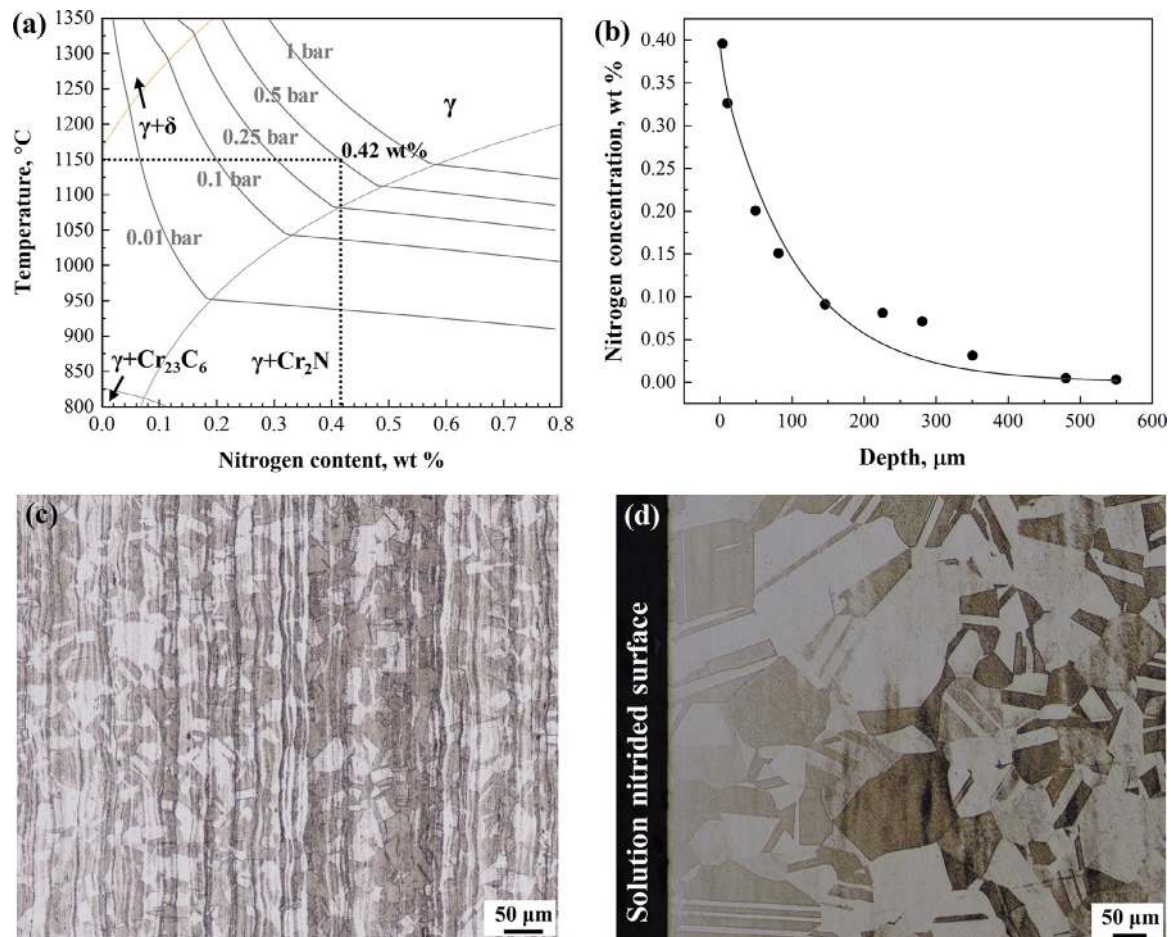 (a)
1350
1300
1250
1200
1150
1100
1050
1000
950
900
850
800
Temperature, °C
γ+δ
1 bar
0.5 bar
0.25 bar
0.1 bar
0.01 bar
0.42 wt%
γ
γ+Cr₂₃C₆
γ+Cr₂N
0.0 0.1 0.2 0.3 0.4 0.5 0.6 0.7 0.8
Nitrogen content, wt %
(b)
0.40
0.35
0.30
0.25
0.20
0.15
0.10
0.05
0.00
Nitrogen concentration, wt %
0 100 200 300 400 500 600
Depth, μm
(c)
50 μm
(d)
Solution nitrided surface
50 μm